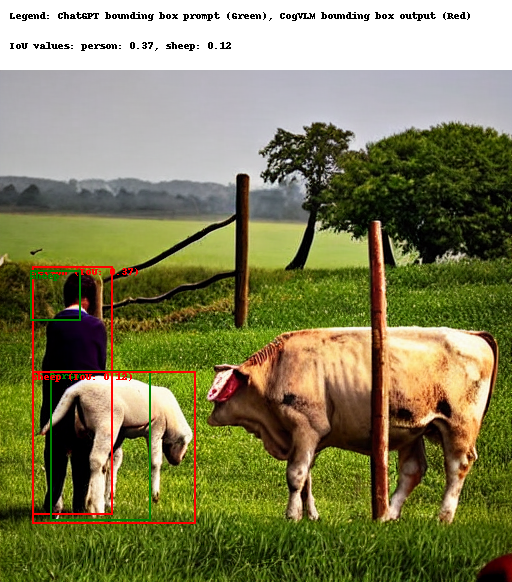 Legend: ChatGPT bounding box prompt (Green), CogVLM bounding box output (Red)
IoU values: person: 0.37, sheep: 0.12
(IoU: 0.37)
sheep (IoU: 0.12)